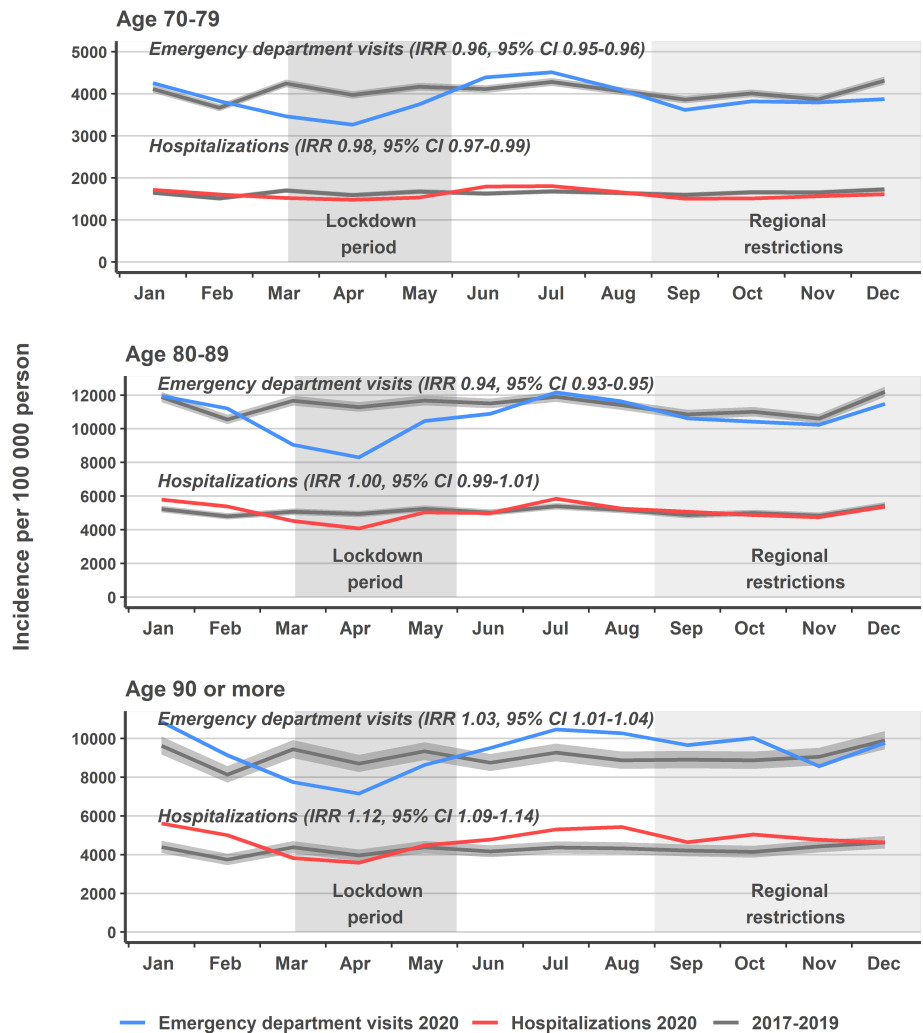 Age 70-79
Emergency department visits (IRR 0.96, 95% CI 0.95-0.96)
Hospitalizations (IRR 0.98, 95% CI 0.97-0.99)
5000
4000
3000
2000
1000
0
Lockdown
period
Regional
restrictions
Jan Feb Mar Apr May Jun Jul Aug Sep Oct Nov Dec
Incidence per 100 000 person
Age 80-89
Emergency department visits (IRR 0.94, 95% CI 0.93-0.95)
Hospitalizations (IRR 1.00, 95% CI 0.99-1.01)
12000
10000
8000
6000
4000
2000
0
Lockdown
period
Regional
restrictions
Jan Feb Mar Apr May Jun Jul Aug Sep Oct Nov Dec
Age 90 or more
Emergency department visits (IRR 1.03, 95% CI 1.01-1.04)
Hospitalizations (IRR 1.12, 95% CI 1.09-1.14)
10000
8000
6000
4000
2000
0
Lockdown
period
Regional
restrictions
Jan Feb Mar Apr May Jun Jul Aug Sep Oct Nov Dec
Emergency department visits 2020 Hospitalizations 2020 2017-2019